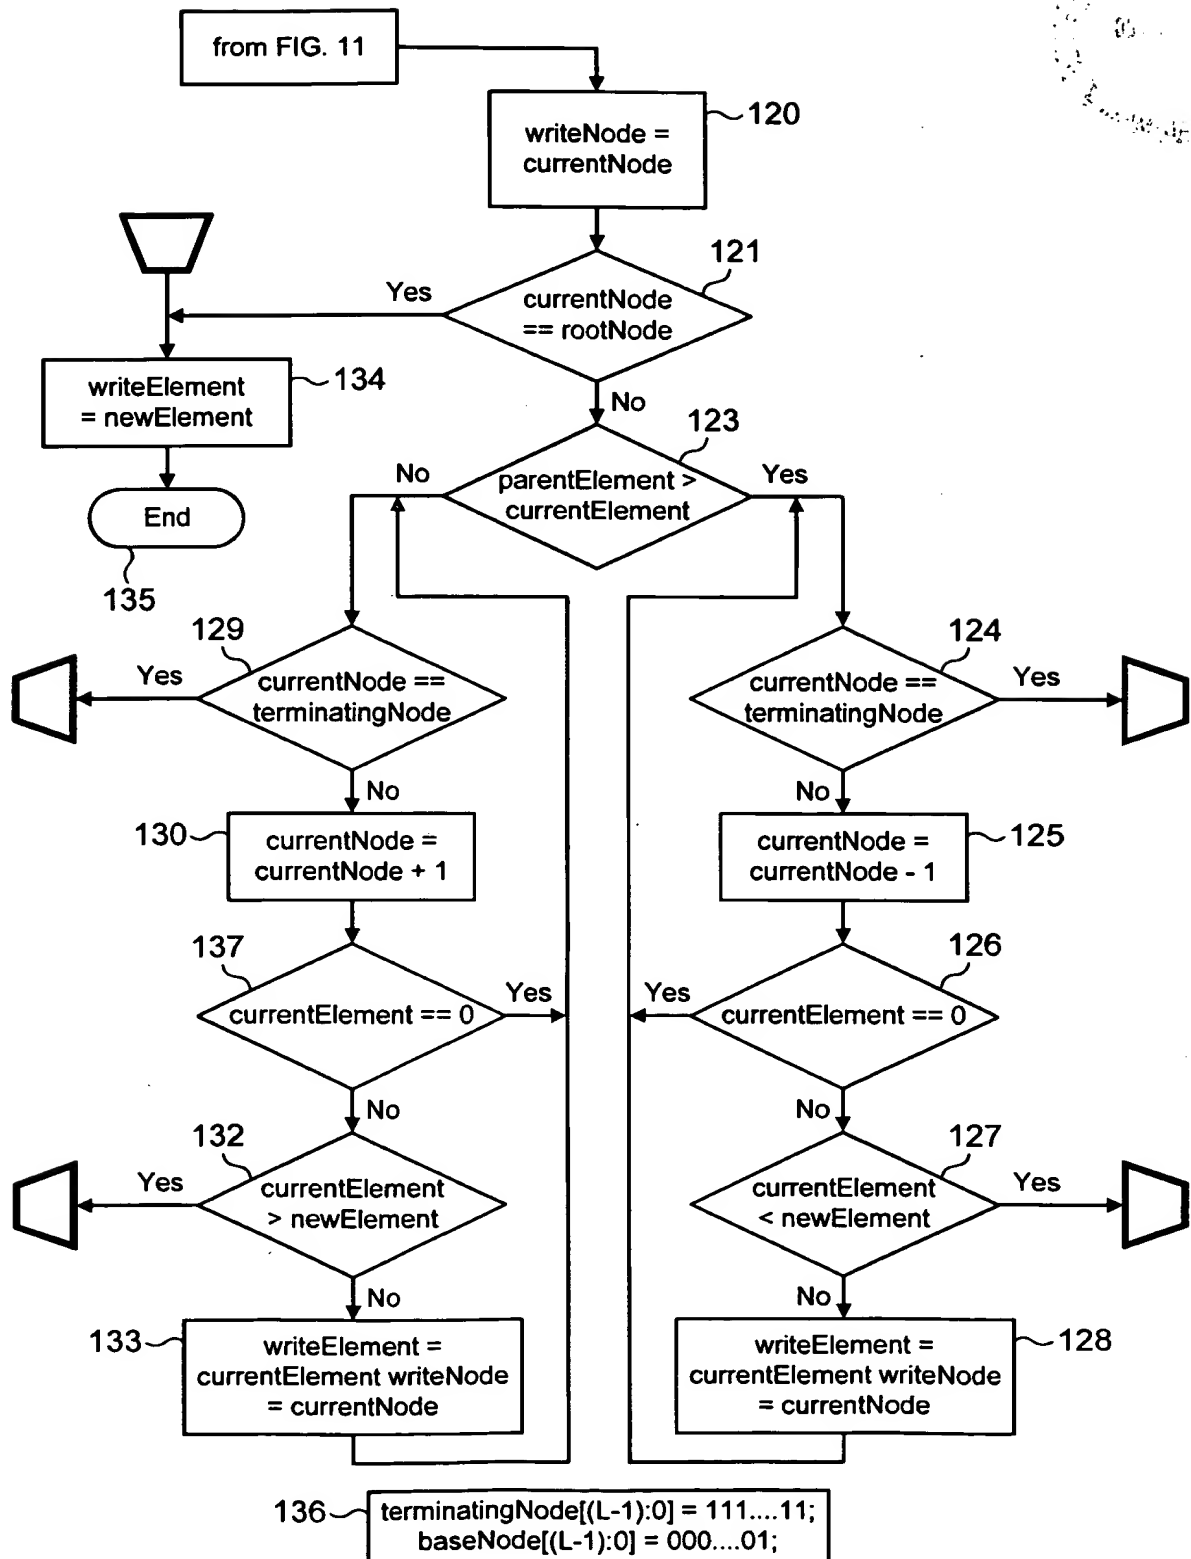 from FIG. 11
120
writeNode =
currentNode
121
Yes
currentNode
== rootNode
No
134
writeElement
= newElement
123
No
parentElement >
currentElement
Yes
End
135
129
Yes
currentNode ==
terminatingNode
No
124
currentNode ==
terminatingNode
Yes
No
130
currentNode =
currentNode + 1
125
currentNode =
currentNode - 1
137
currentElement == 0
Yes
No
126
Yes
currentElement == 0
No
132
Yes
currentElement
> newElement
No
127
currentElement
< newElement
Yes
No
133
writeElement =
currentElement writeNode
= currentNode
128
writeElement =
currentElement writeNode
= currentNode
136
terminatingNode[(L-1):0] = 111....11;
baseNode[(L-1):0] = 000....01;